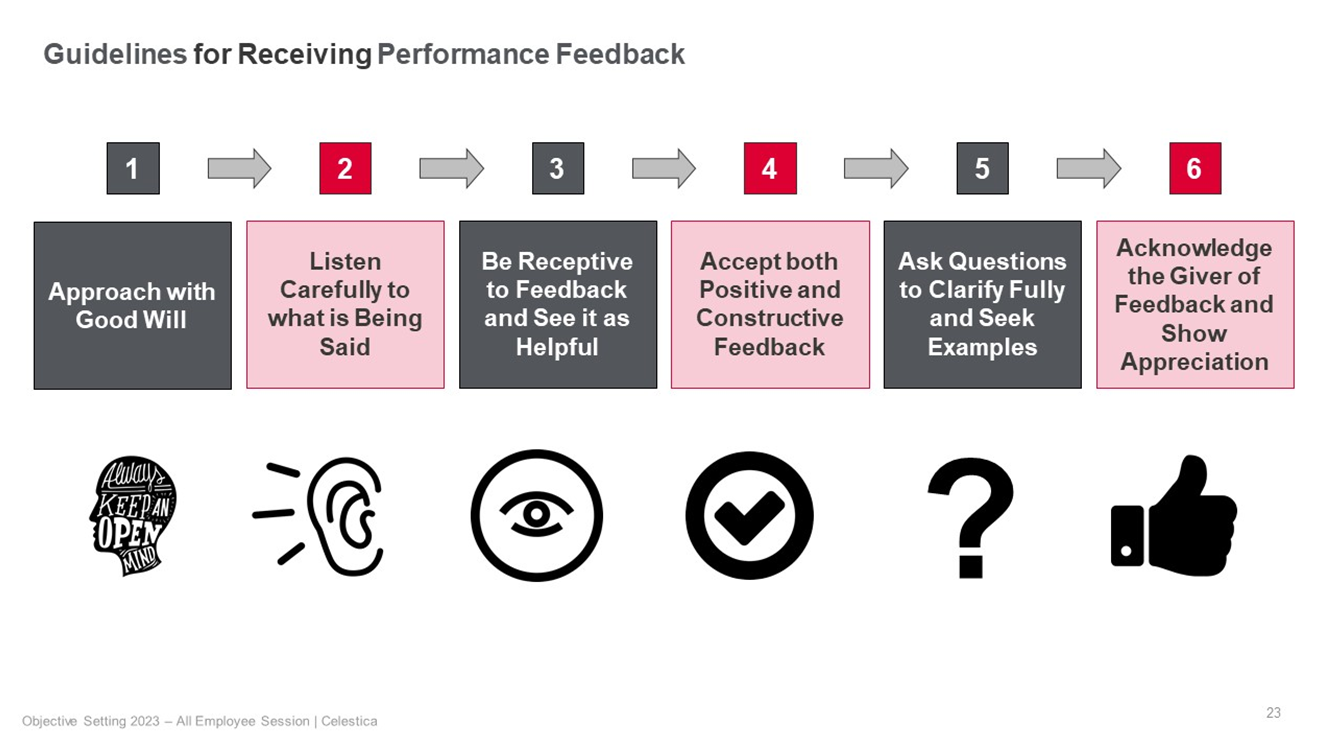 Guidelines for Receiving Performance Feedback
1
2
3
4
5
6
Approach with
Good Will
Listen
Carefully to
what is Being
Said
Be Receptive
to Feedback
and See it as
Helpful
Accept both
Positive and
Constructive
Feedback
Ask Questions
to Clarify Fully
and Seek
Examples
Acknowledge
the Giver of
Feedback and
Show
Appreciation
Always
KEEP AN
OPEN
MIND
?
Objective Setting 2023 – All Employee Session | Celestica
23